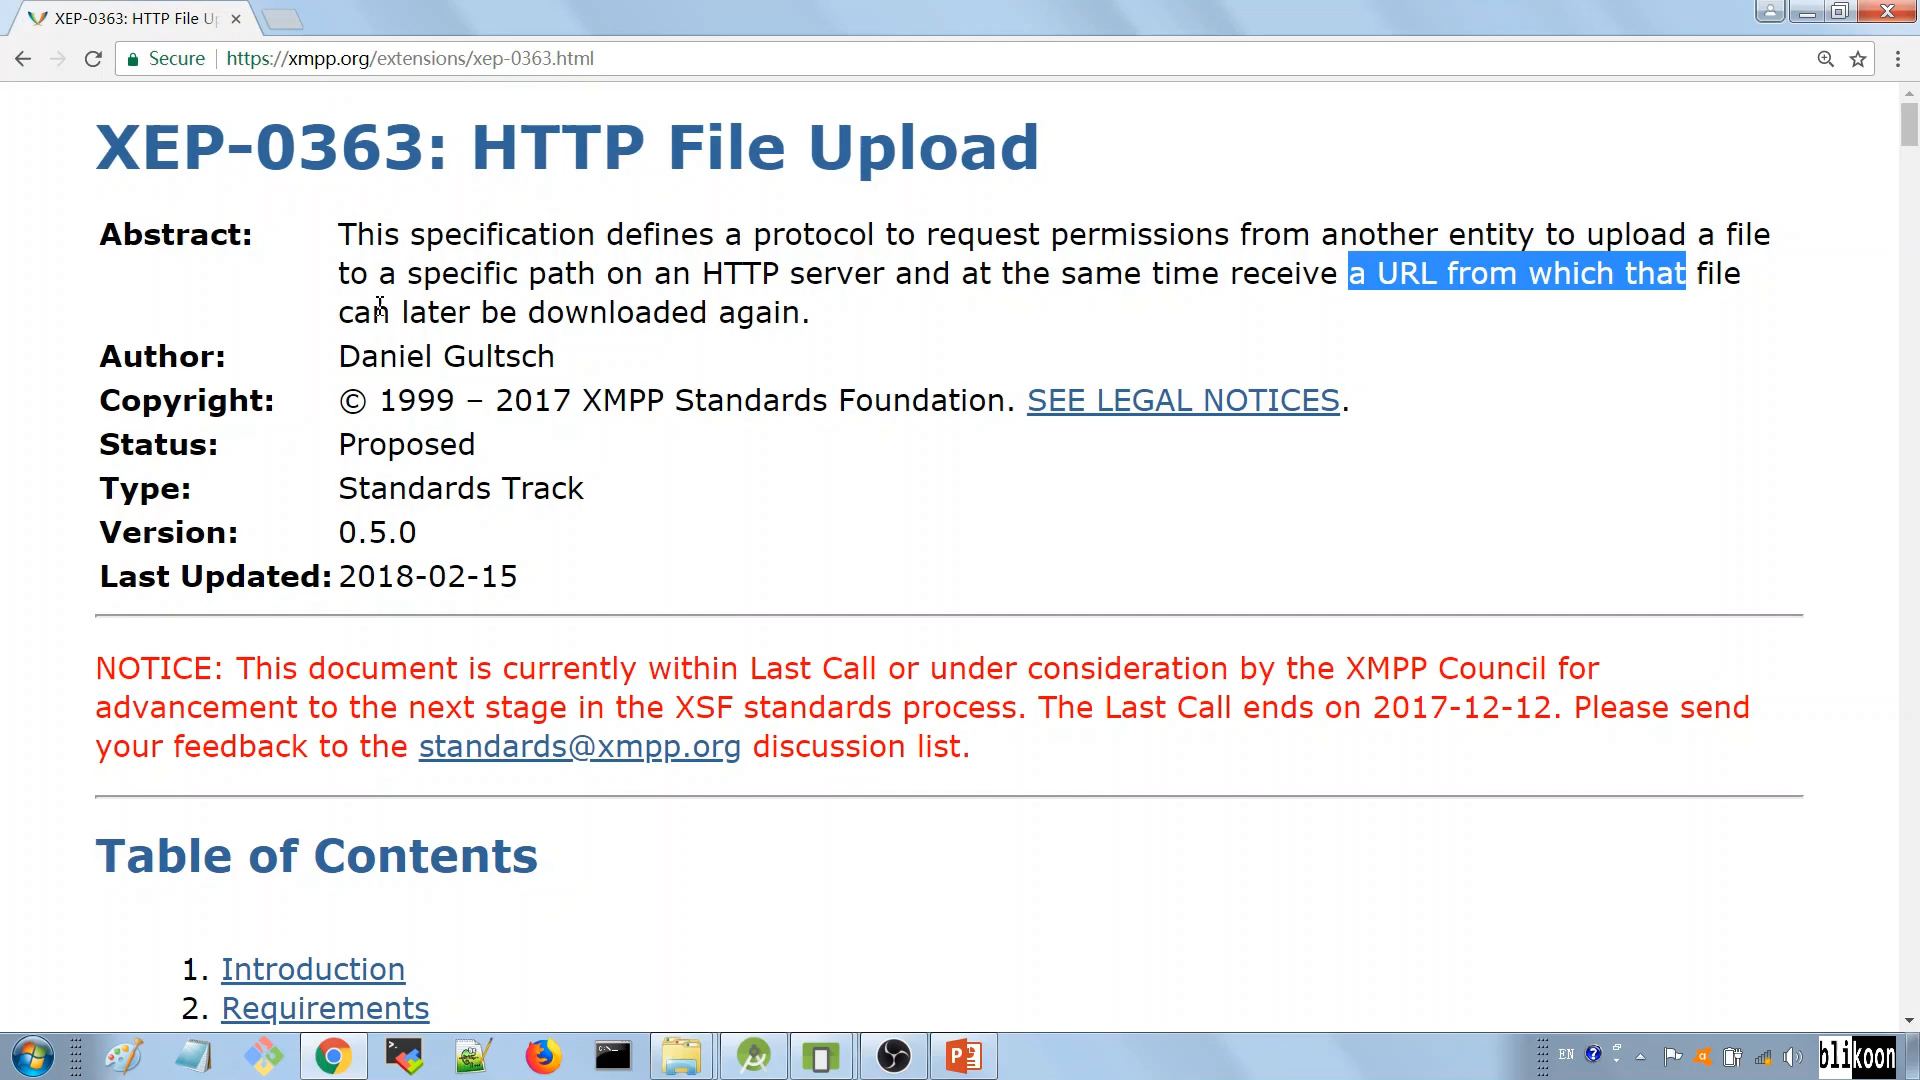 XEP-0363: HTTP File Up
Secure https://xmpp.org/extensions/xep-0363.html
XEP-0363: HTTP File Upload
Abstract: This specification defines a protocol to request permissions from another entity to upload a file
to a specific path on an HTTP server and at the same time receive a URL from which that file
can later be downloaded again.
Author: Daniel Gultsch
Copyright: © 1999 – 2017 XMPP Standards Foundation. SEE LEGAL NOTICES.
Status: Proposed
Type: Standards Track
Version: 0.5.0
Last Updated: 2018-02-15
NOTICE: This document is currently within Last Call or under consideration by the XMPP Council for
advancement to the next stage in the XSF standards process. The Last Call ends on 2017-12-12. Please send
your feedback to the standards@xmpp.org discussion list.
Table of Contents
1. Introduction
2. Requirements
EN
blikoon